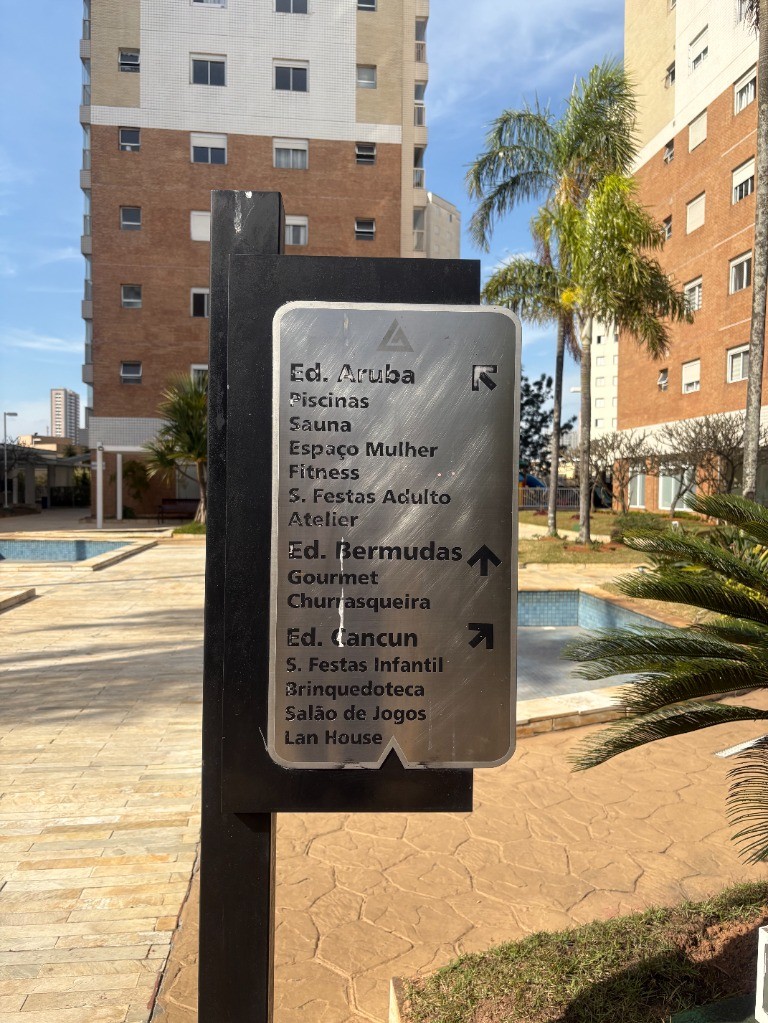 Ed. Aruba
Piscinas
Sauna
Espaço Mulher
Fitness
S. Festas Adulto
Atelier
Ed. Bermudas
Gourmet
Churrasqueira
Ed. Cancun
S. Festas Infantil
Brinquedoteca
Salão de Jogos
Lan House